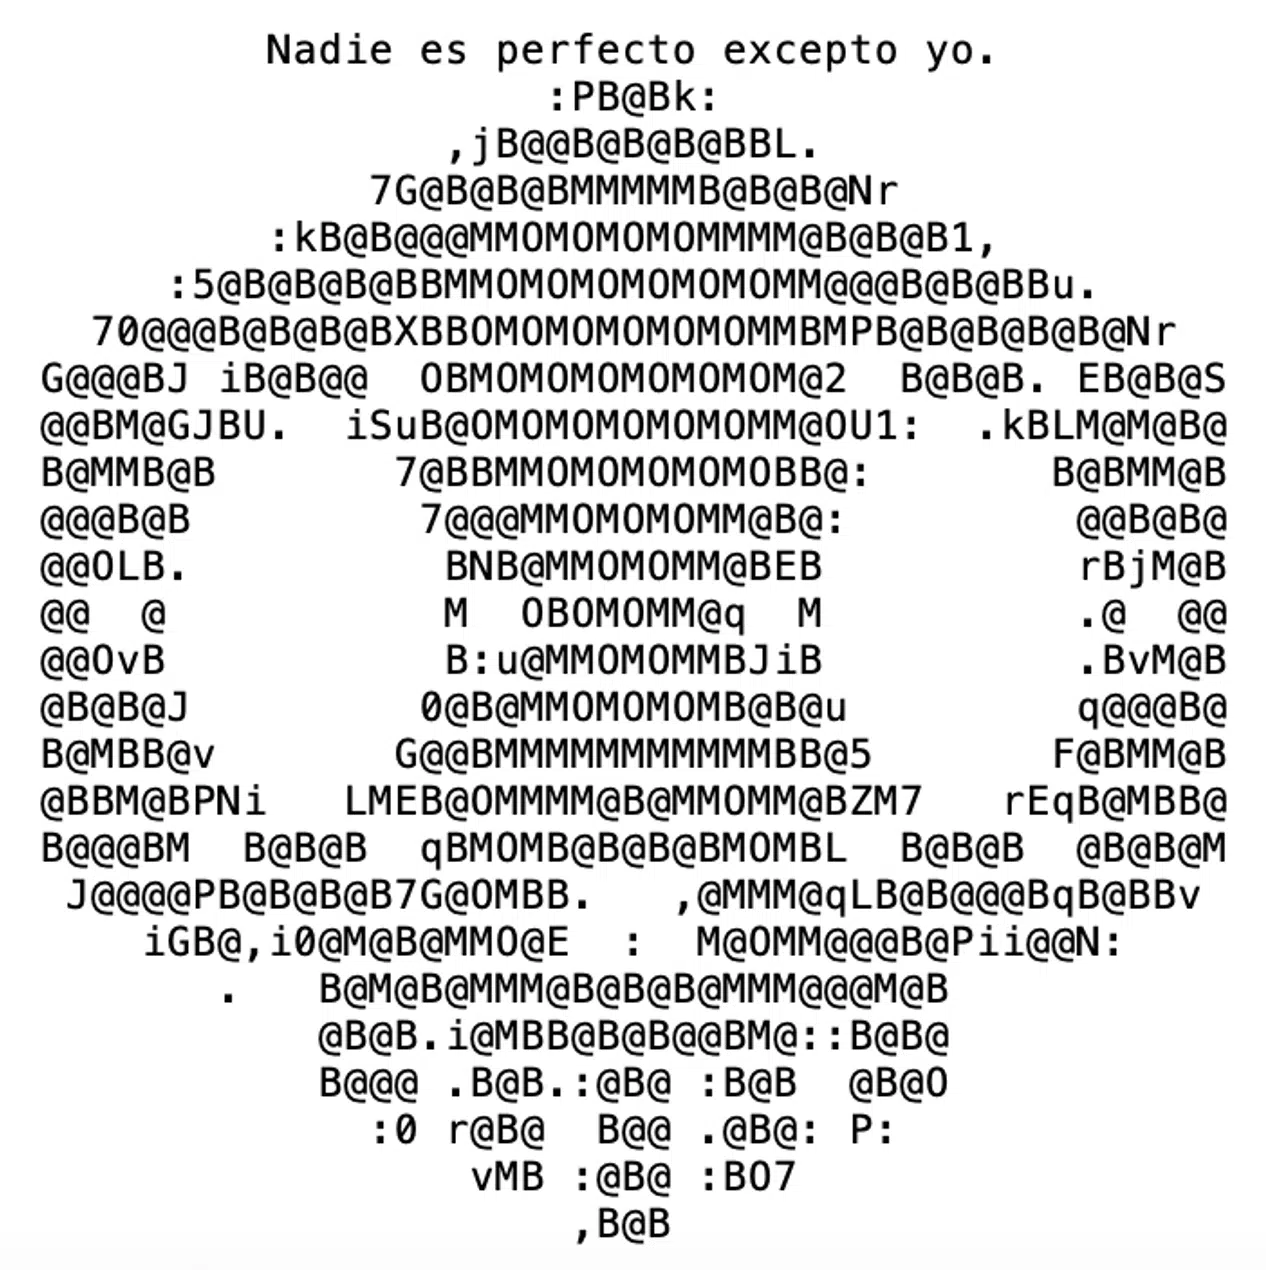 Nadie es perfecto excepto yo.
:PB@Bk:
,jB@@B@B@B@BBL.
7G@B@B@BMMMMMB@B@B@Nr
:kB@B@@@MMOMOMOMOMMMM@B@B@B1,
:5@B@B@B@BBMMOMOMOMOMOMOMM@@@B@B@BBu.
70@@@B@B@B@BXBBOMOMOMOMOMOMMBMPB@B@B@B@B@Nr
G@@@BJ iB@B@@  OBMOMOMOMOMOMOM@2  B@B@B. EB@B@S
@@BM@GJBU.  iSuB@OMOMOMOMOMOMM@OU1:  .kBLM@M@B@
B@MMB@B       7@BBMMOMOMOMOMOBB@:       B@BMM@B
@@@B@B         7@@@MMOMOMOMM@B@:         @@B@B@
@@OLB.          BNB@MMOMOMM@BEB          rBjM@B
@@  @           M  OBOMOMM@q  M          .@  @@
@@OvB           B:u@MMOMOMMBJiB          .BvM@B
@B@B@J         0@B@MMOMOMOMB@B@u         q@@@B@
B@MBB@v       G@@BMMMMMMMMMMMBB@5       F@BMM@B
@BBM@BPNi   LMEB@OMMMM@B@MMOMM@BZM7   rEqB@MBB@
B@@@BM  B@B@B  qBMOMB@B@B@BMOMBL  B@B@B  @B@B@M
J@@@@PB@B@B@B7G@OMBB.   ,@MMM@qLB@B@@@BqB@BBv
iGB@,i0@M@B@MMO@E  :  M@OMM@@@B@Pii@@N:
.   B@M@B@MMM@B@B@B@MMM@@@M@B
@B@B.i@MBB@B@B@@BM@::B@B@
B@@@ .B@B.:@B@ :B@B  @B@O
:0 r@B@  B@@ .@B@: P:
vMB :@B@ :BO7
,B@B